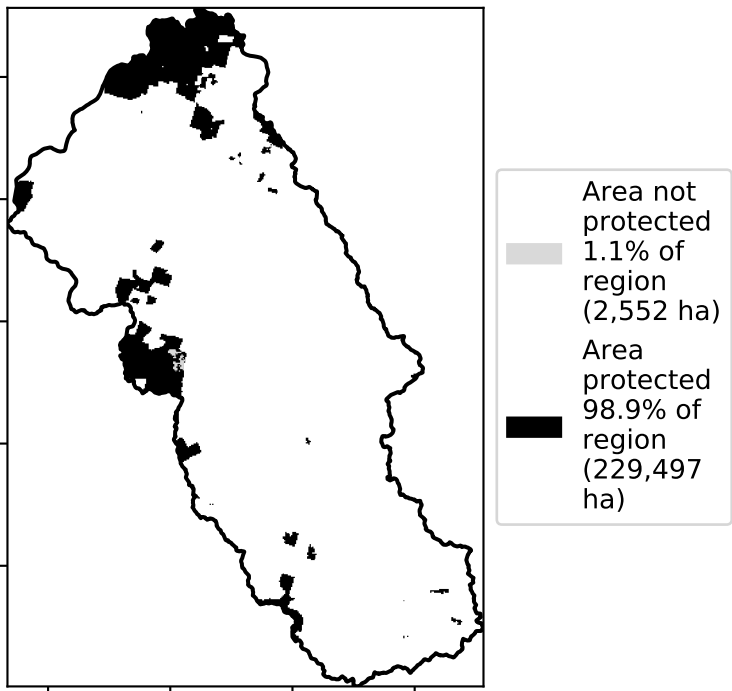 Area not
protected
1.1% of
region
(2,552 ha)
Area
protected
98.9% of
region
(229,497
ha)